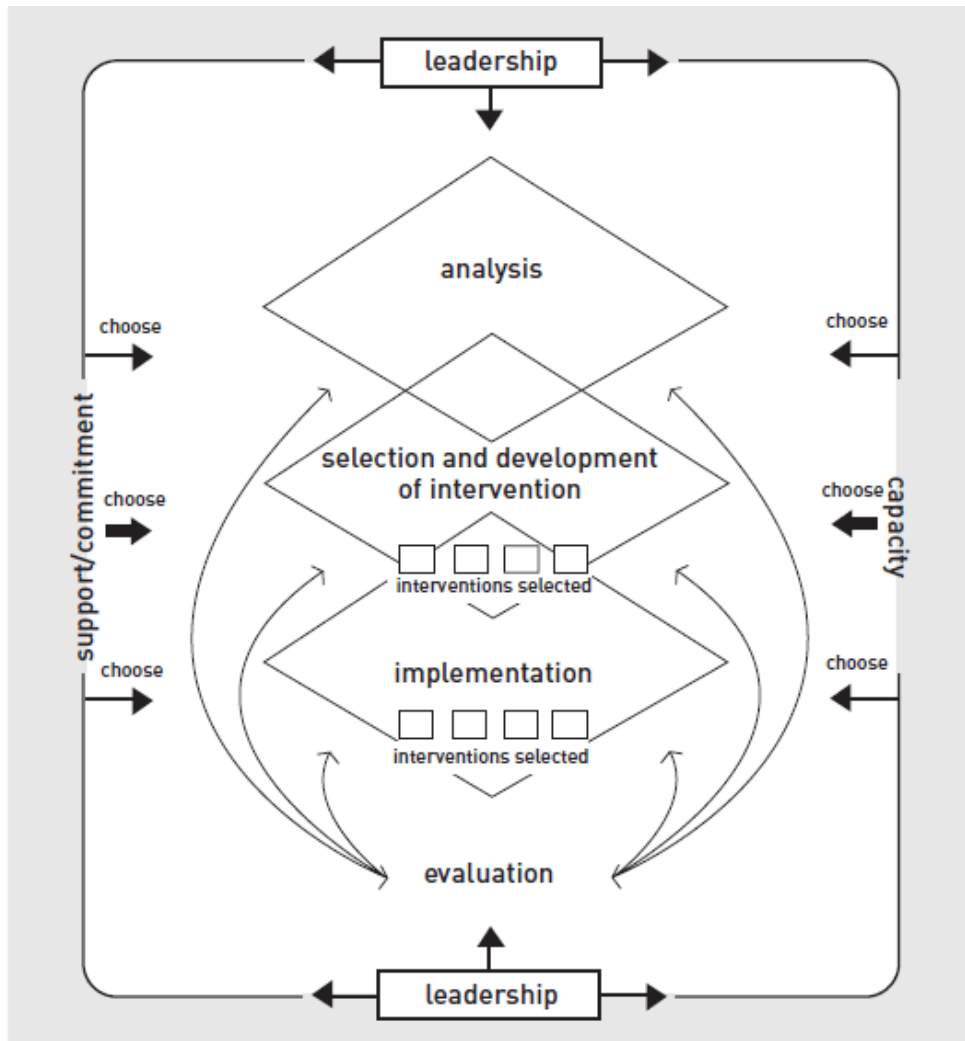 leadership
analysis
choose
choose
support/commitment
capacity
selection and development
of intervention
choose
choose
interventions selected
choose
choose
implementation
interventions selected
evaluation
leadership